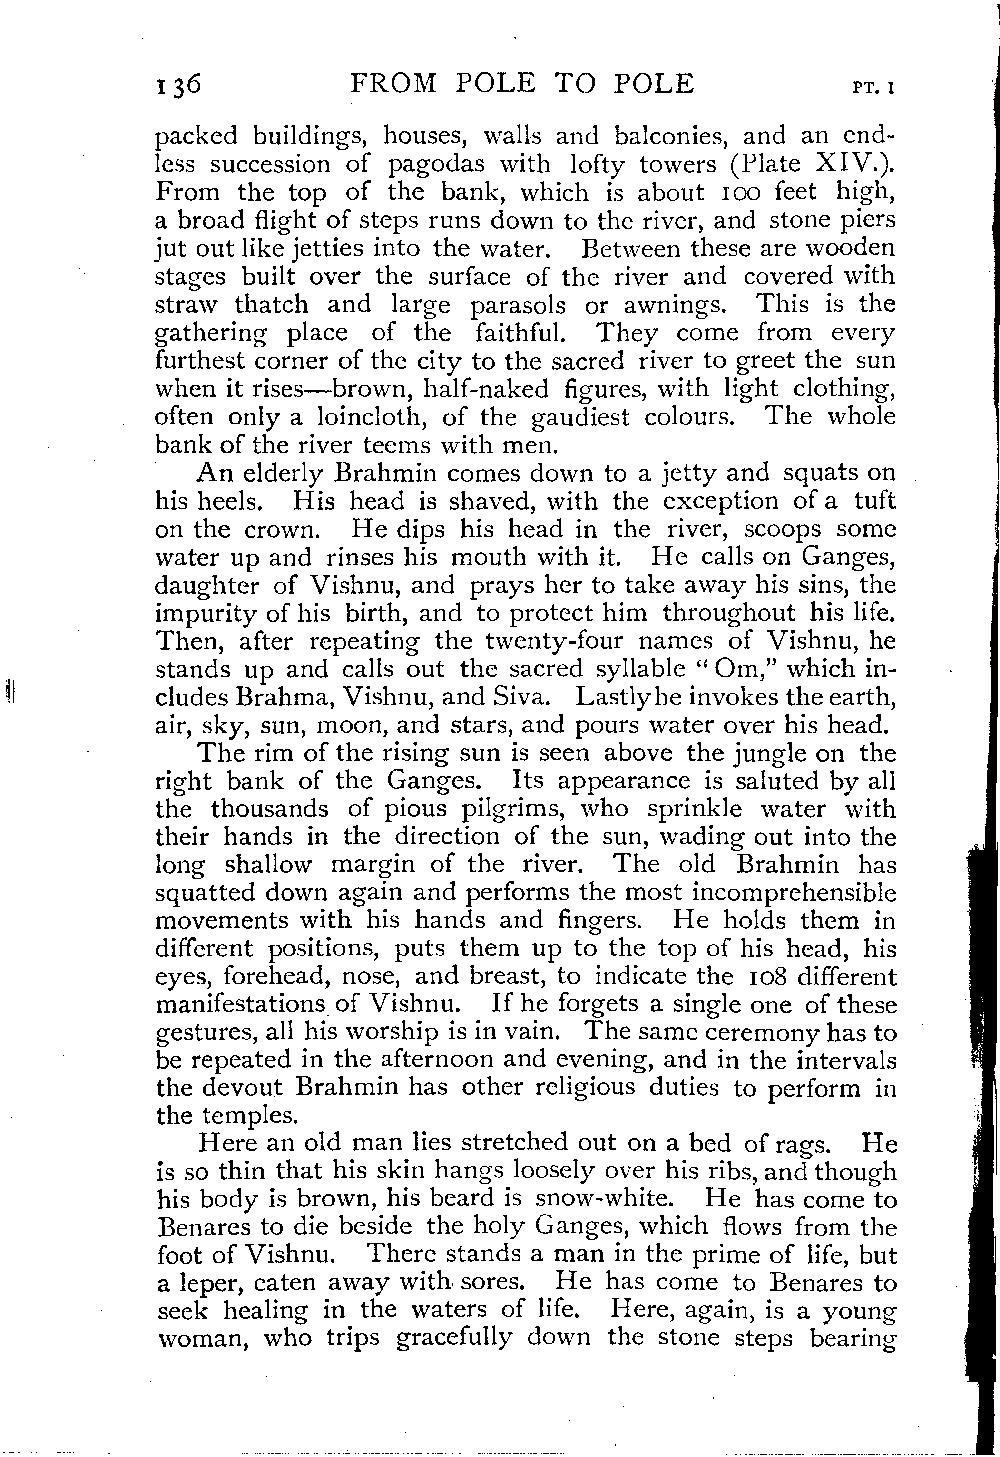 136 FROM POLE TO POLE PT. I
packed buildings, houses, walls and balconies, and an end-
less succession of pagodas with lofty towers (Plate XIV.).
From the top of the bank, which is about 100 feet high,
a broad flight of steps runs down to the river, and stone piers
jut out like jetties into the water. Between these are wooden
stages built over the surface of the river and covered with
straw thatch and large parasols or awnings. This is the
gathering place of the faithful. They come from every
furthest corner of the city to the sacred river to greet the sun
when it rises—brown, half-naked figures, with light clothing,
often only a loincloth, of the gaudiest colours. The whole
bank of the river teems with men.
An elderly Brahmin comes down to a jetty and squats on
his heels. His head is shaved, with the exception of a tuft
on the crown. He dips his head in the river, scoops some
water up and rinses his mouth with it. He calls on Ganges,
daughter of Vishnu, and prays her to take away his sins, the
impurity of his birth, and to protect him throughout his life.
Then, after repeating the twenty-four names of Vishnu, he
stands up and calls out the sacred syllable “Om,” which in-
cludes Brahma, Vishnu, and Siva. Lastly he invokes the earth,
air, sky, sun, moon, and stars, and pours water over his head.
The rim of the rising sun is seen above the jungle on the
right bank of the Ganges. Its appearance is saluted by all
the thousands of pious pilgrims, who sprinkle water with
their hands in the direction of the sun, wading out into the
long shallow margin of the river. The old Brahmin has
squatted down again and performs the most incomprehensible
movements with his hands and fingers. He holds them in
different positions, puts them up to the top of his head, his
eyes, forehead, nose, and breast, to indicate the 108 different
manifestations of Vishnu. If he forgets a single one of these
gestures, all his worship is in vain. The same ceremony has to
be repeated in the afternoon and evening, and in the intervals
the devout Brahmin has other religious duties to perform in
the temples.
Here an old man lies stretched out on a bed of rags. He
is so thin that his skin hangs loosely over his ribs, and though
his body is brown, his beard is snow-white. He has come to
Benares to die beside the holy Ganges, which flows from the
foot of Vishnu. There stands a man in the prime of life, but
a leper, eaten away with sores. He has come to Benares to
seek healing in the waters of life. Here, again, is a young
woman, who trips gracefully down the stone steps bearing